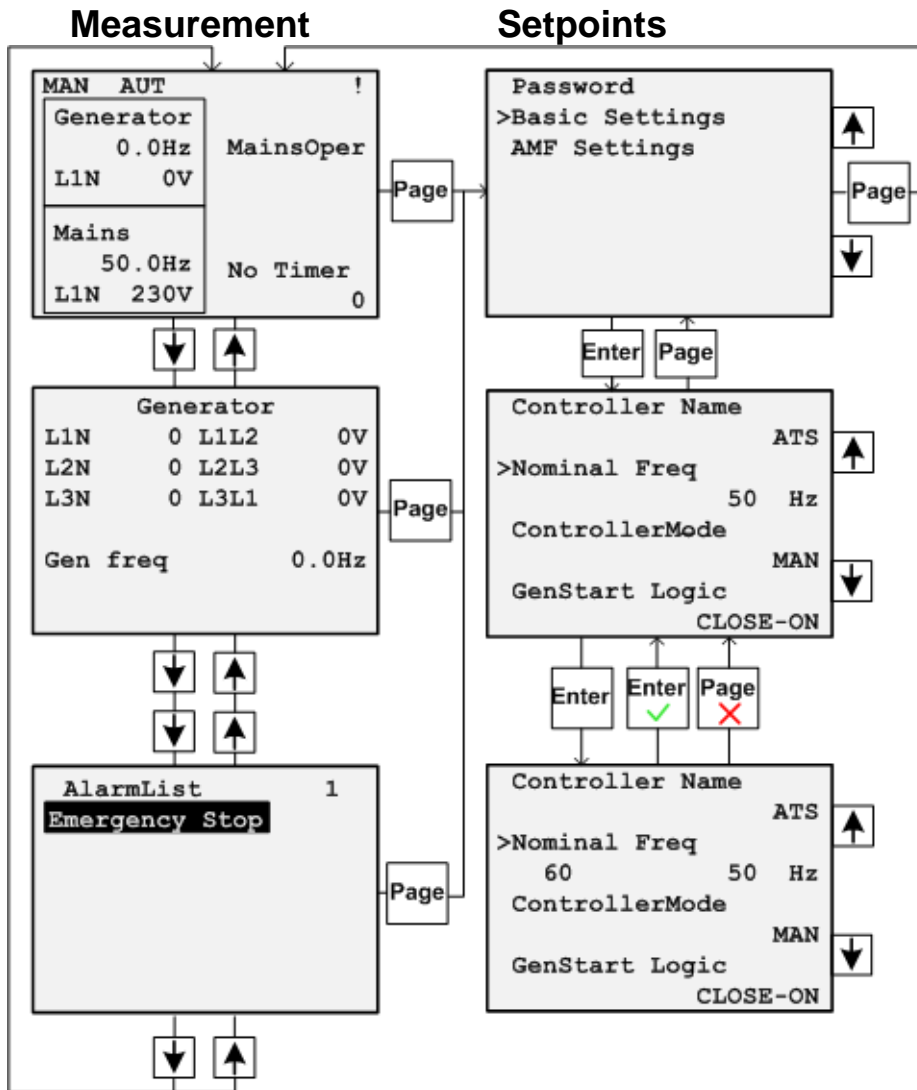 Measurement
Setpoints
MAN AUT !
Generator
0.0Hz
L1N 0V
MainsOper
Mains
50.0Hz
L1N 230V
No Timer
0
Page
Password
>Basic Settings
AMF Settings
Page
Enter
Page
Generator
L1N 0 L1L2 0V
L2N 0 L2L3 0V
L3N 0 L3L1 0V
Gen freq 0.0Hz
Page
Controller Name
ATS
>Nominal Freq
50 Hz
ControllerMode
MAN
GenStart Logic
CLOSE-ON
Enter
Enter
Page
AlarmList 1
Emergency Stop
Page
Controller Name
ATS
>Nominal Freq
60 50 Hz
ControllerMode
MAN
GenStart Logic
CLOSE-ON